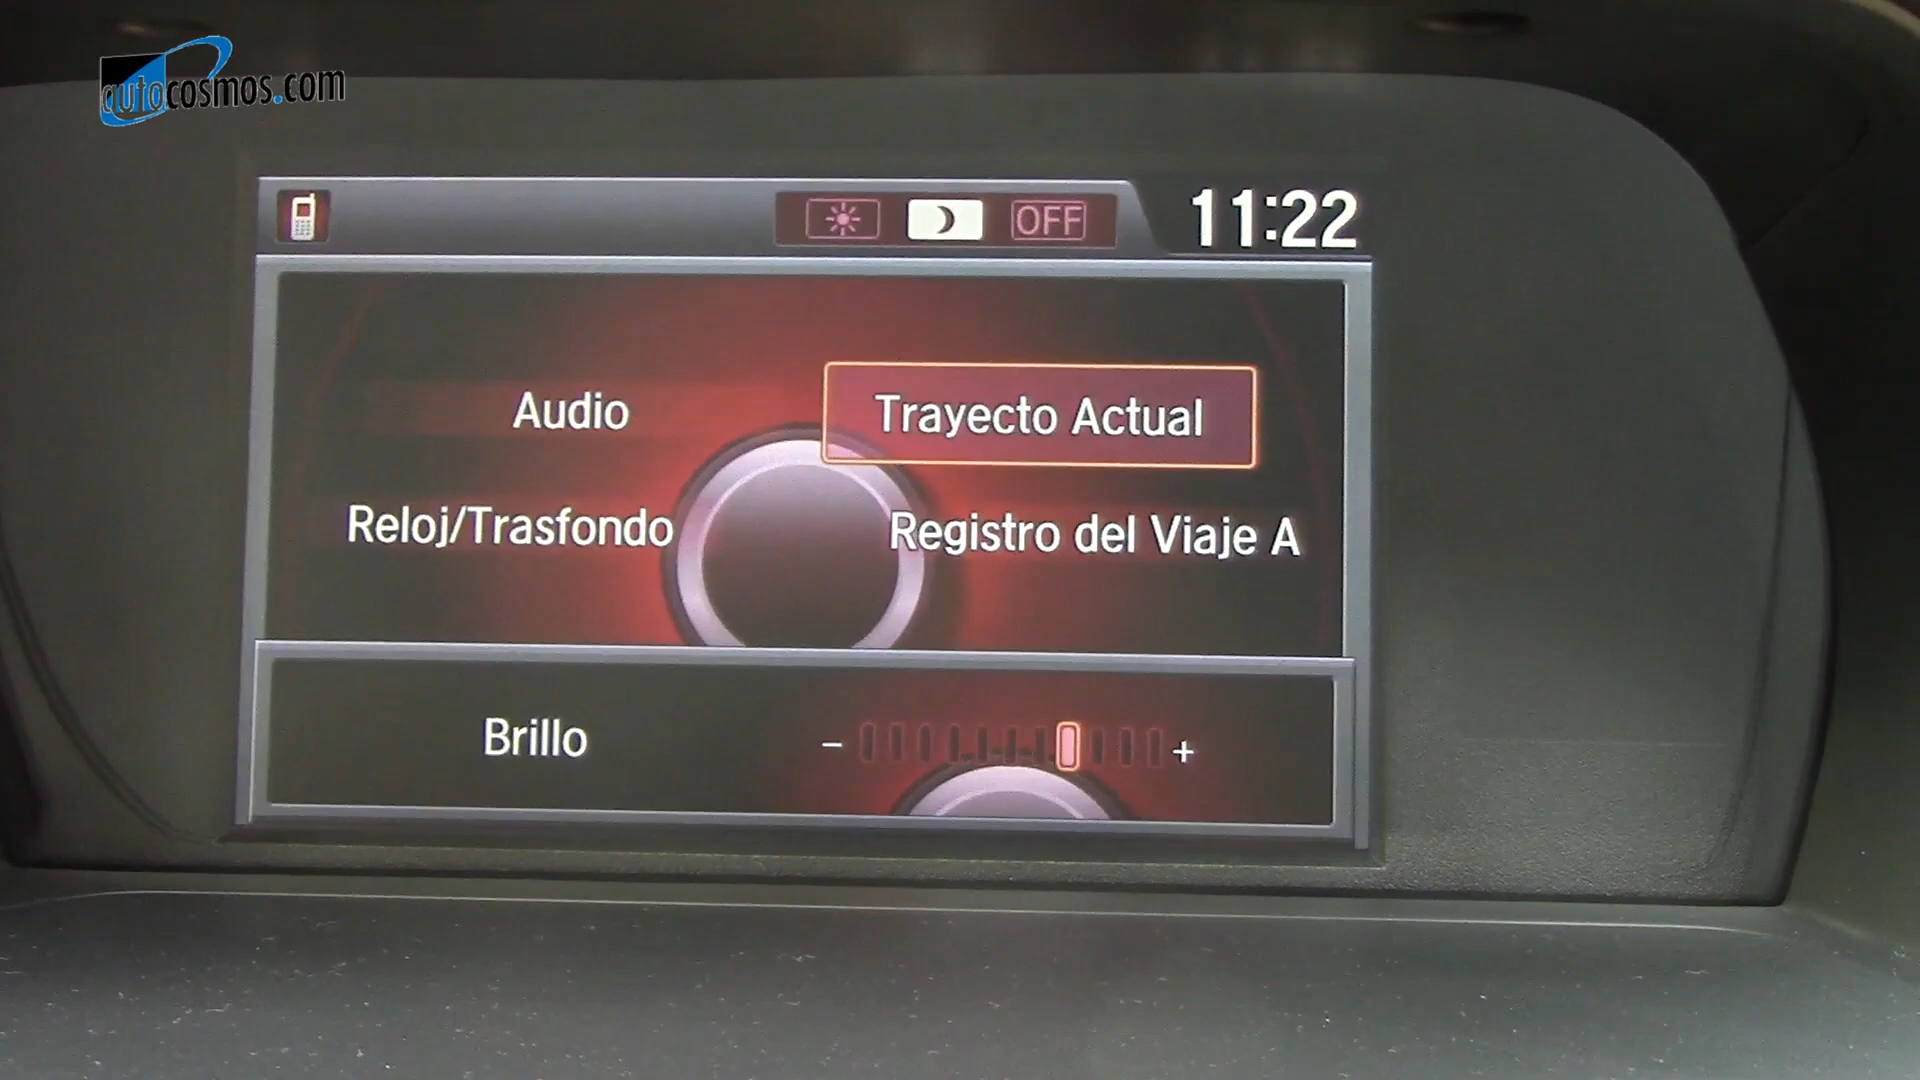 autocosmos.com
OFF
11:22
Audio
Trayecto Actual
Reloj/Trasfondo
Registro del Viaje A
Brillo
- +